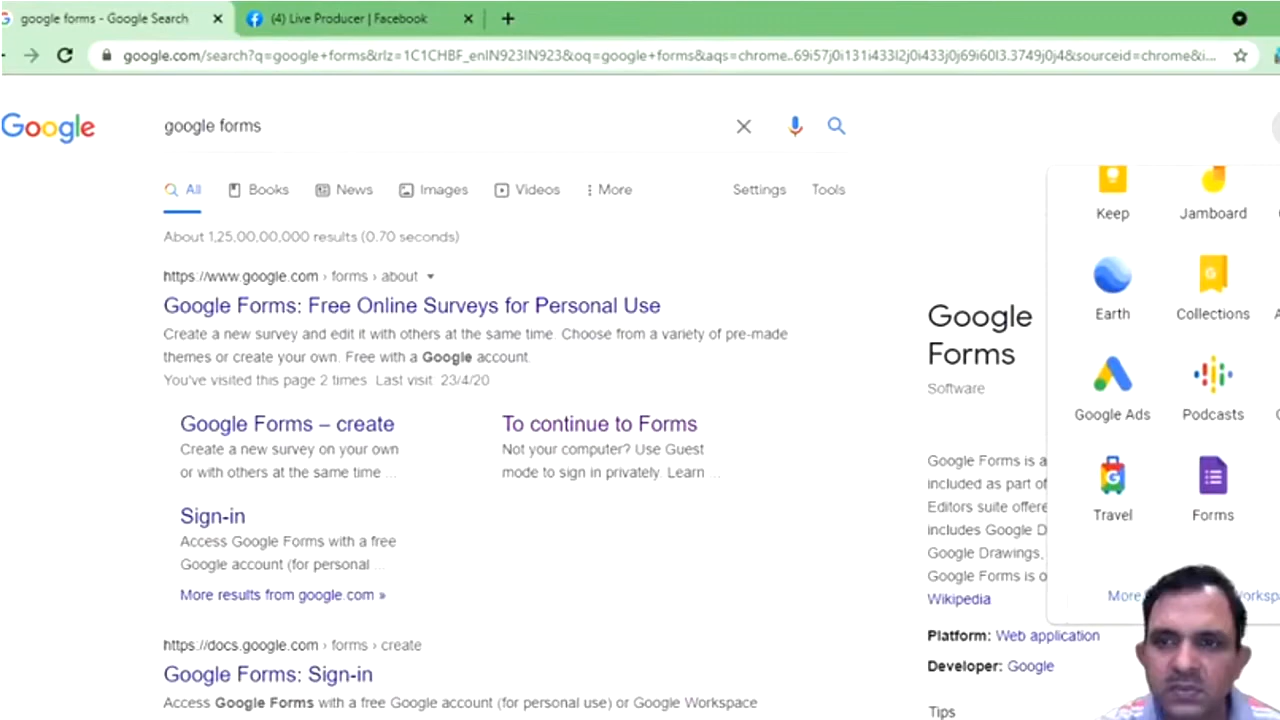 google forms - Google Search
(4) Live Producer | Facebook
google.com/search?q=google+forms&rlz=1C1CHBF_enIN923IN923&oq=google+forms&aqs=chrome..69i57j0i131i433l2j0i433j0j69i60l3.3749j0j4&sourceid=chrome&i...
Google
google forms
All
Books
News
Images
Videos
More
Settings
Tools
About 1,25,00,00,000 results (0.70 seconds)
https://www.google.com › forms › about
Google Forms: Free Online Surveys for Personal Use
Create a new survey and edit it with others at the same time. Choose from a variety of pre-made
themes or create your own. Free with a Google account.
You've visited this page 2 times. Last visit: 23/4/20
Google Forms – create
Create a new survey on your own
or with others at the same time ...
To continue to Forms
Not your computer? Use Guest
mode to sign in privately. Learn ...
Sign-in
Access Google Forms with a free
Google account (for personal ...
More results from google.com »
https://docs.google.com › forms › create
Google Forms: Sign-in
Access Google Forms with a free Google account (for personal use) or Google Workspace
Google
Forms
Software
Google Forms is a
included as part of
Editors suite offere
includes Google D
Google Drawings,
Google Forms is o
Wikipedia
Platform: Web application
Developer: Google
Tips
Keep
Jamboard
Earth
Collections
Google Ads
Podcasts
Travel
Forms
More